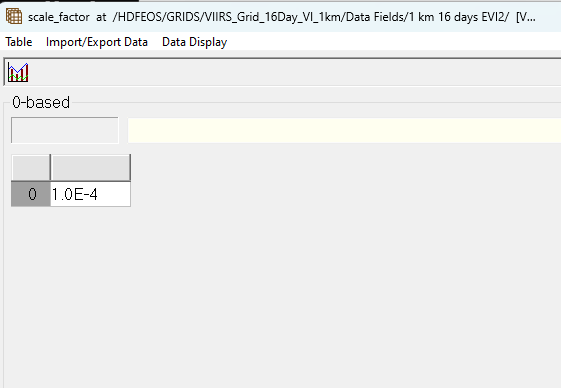 scale_factor at /HDFEOS/GRIDS/VIIRS_Grid_16Day_VI_1km/Data Fields/1 km 16 days EVI2/ [V...
Table Import/Export Data Data Display
0-based
0 1.0E-4